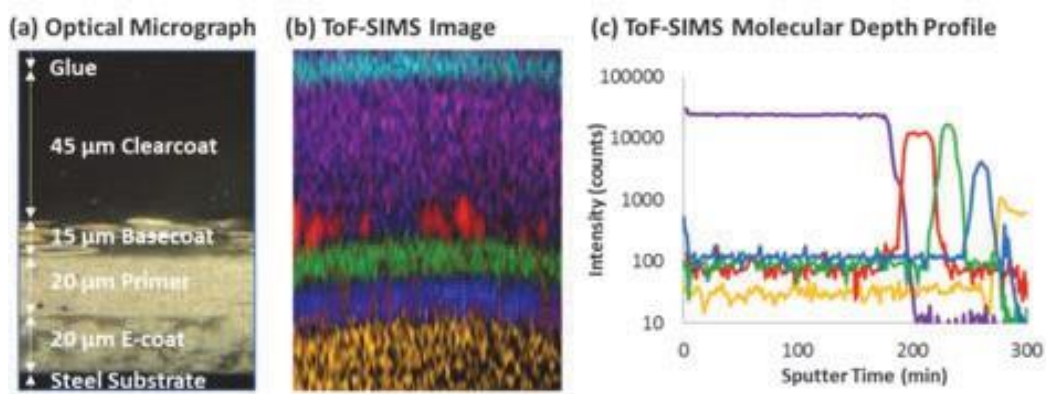 (a) Optical Micrograph
Glue
45 µm Clearcoat
15 µm Basecoat
20 µm Primer
20 µm E-coat
Steel Substrate
(b) ToF-SIMS Image
(c) ToF-SIMS Molecular Depth Profile
Intensity (counts)
100000
10000
1000
100
10
0 100 200 300
Sputter Time (min)